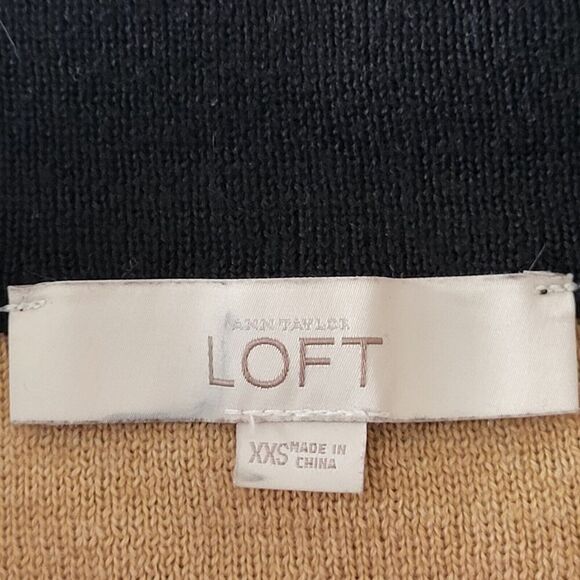 ANN TAYLOR
LOFT
XXS MADE IN
CHINA